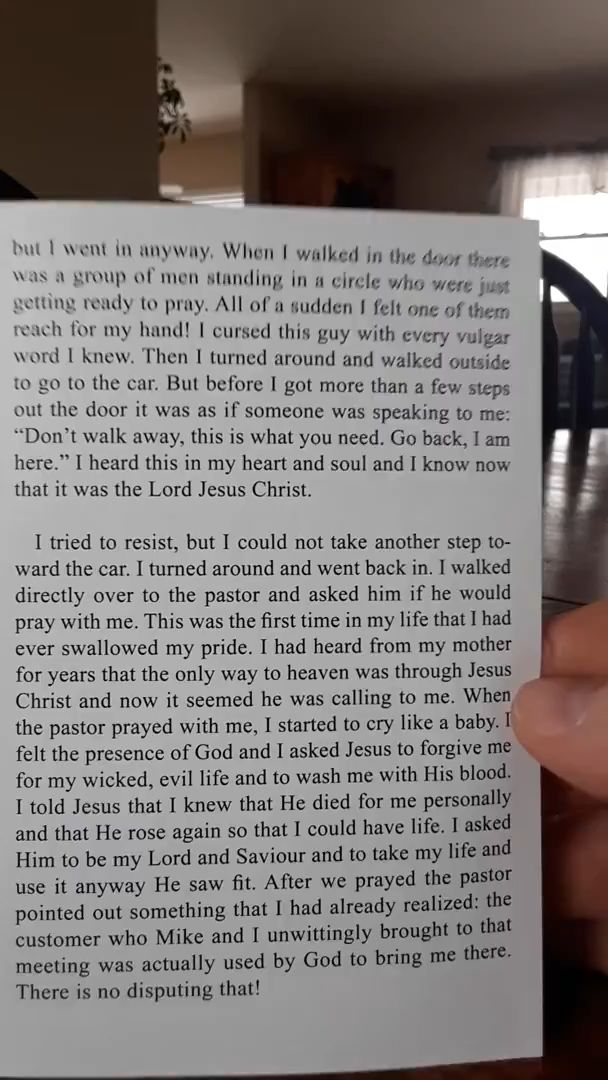 but I went in anyway. When I walked in the door there
was a group of men standing in a circle who were just
getting ready to pray. All of a sudden I felt one of them
reach for my hand! I cursed this guy with every vulgar
word I knew. Then I turned around and walked outside
to go to the car. But before I got more than a few steps
out the door it was as if someone was speaking to me:
“Don’t walk away, this is what you need. Go back, I am
here.” I heard this in my heart and soul and I know now
that it was the Lord Jesus Christ.
I tried to resist, but I could not take another step to-
ward the car. I turned around and went back in. I walked
directly over to the pastor and asked him if he would
pray with me. This was the first time in my life that I had
ever swallowed my pride. I had heard from my mother
for years that the only way to heaven was through Jesus
Christ and now it seemed he was calling to me. When
the pastor prayed with me, I started to cry like a baby. I
felt the presence of God and I asked Jesus to forgive me
for my wicked, evil life and to wash me with His blood.
I told Jesus that I knew that He died for me personally
and that He rose again so that I could have life. I asked
Him to be my Lord and Saviour and to take my life and
use it anyway He saw fit. After we prayed the pastor
pointed out something that I had already realized: the
customer who Mike and I unwittingly brought to that
meeting was actually used by God to bring me there.
There is no disputing that!